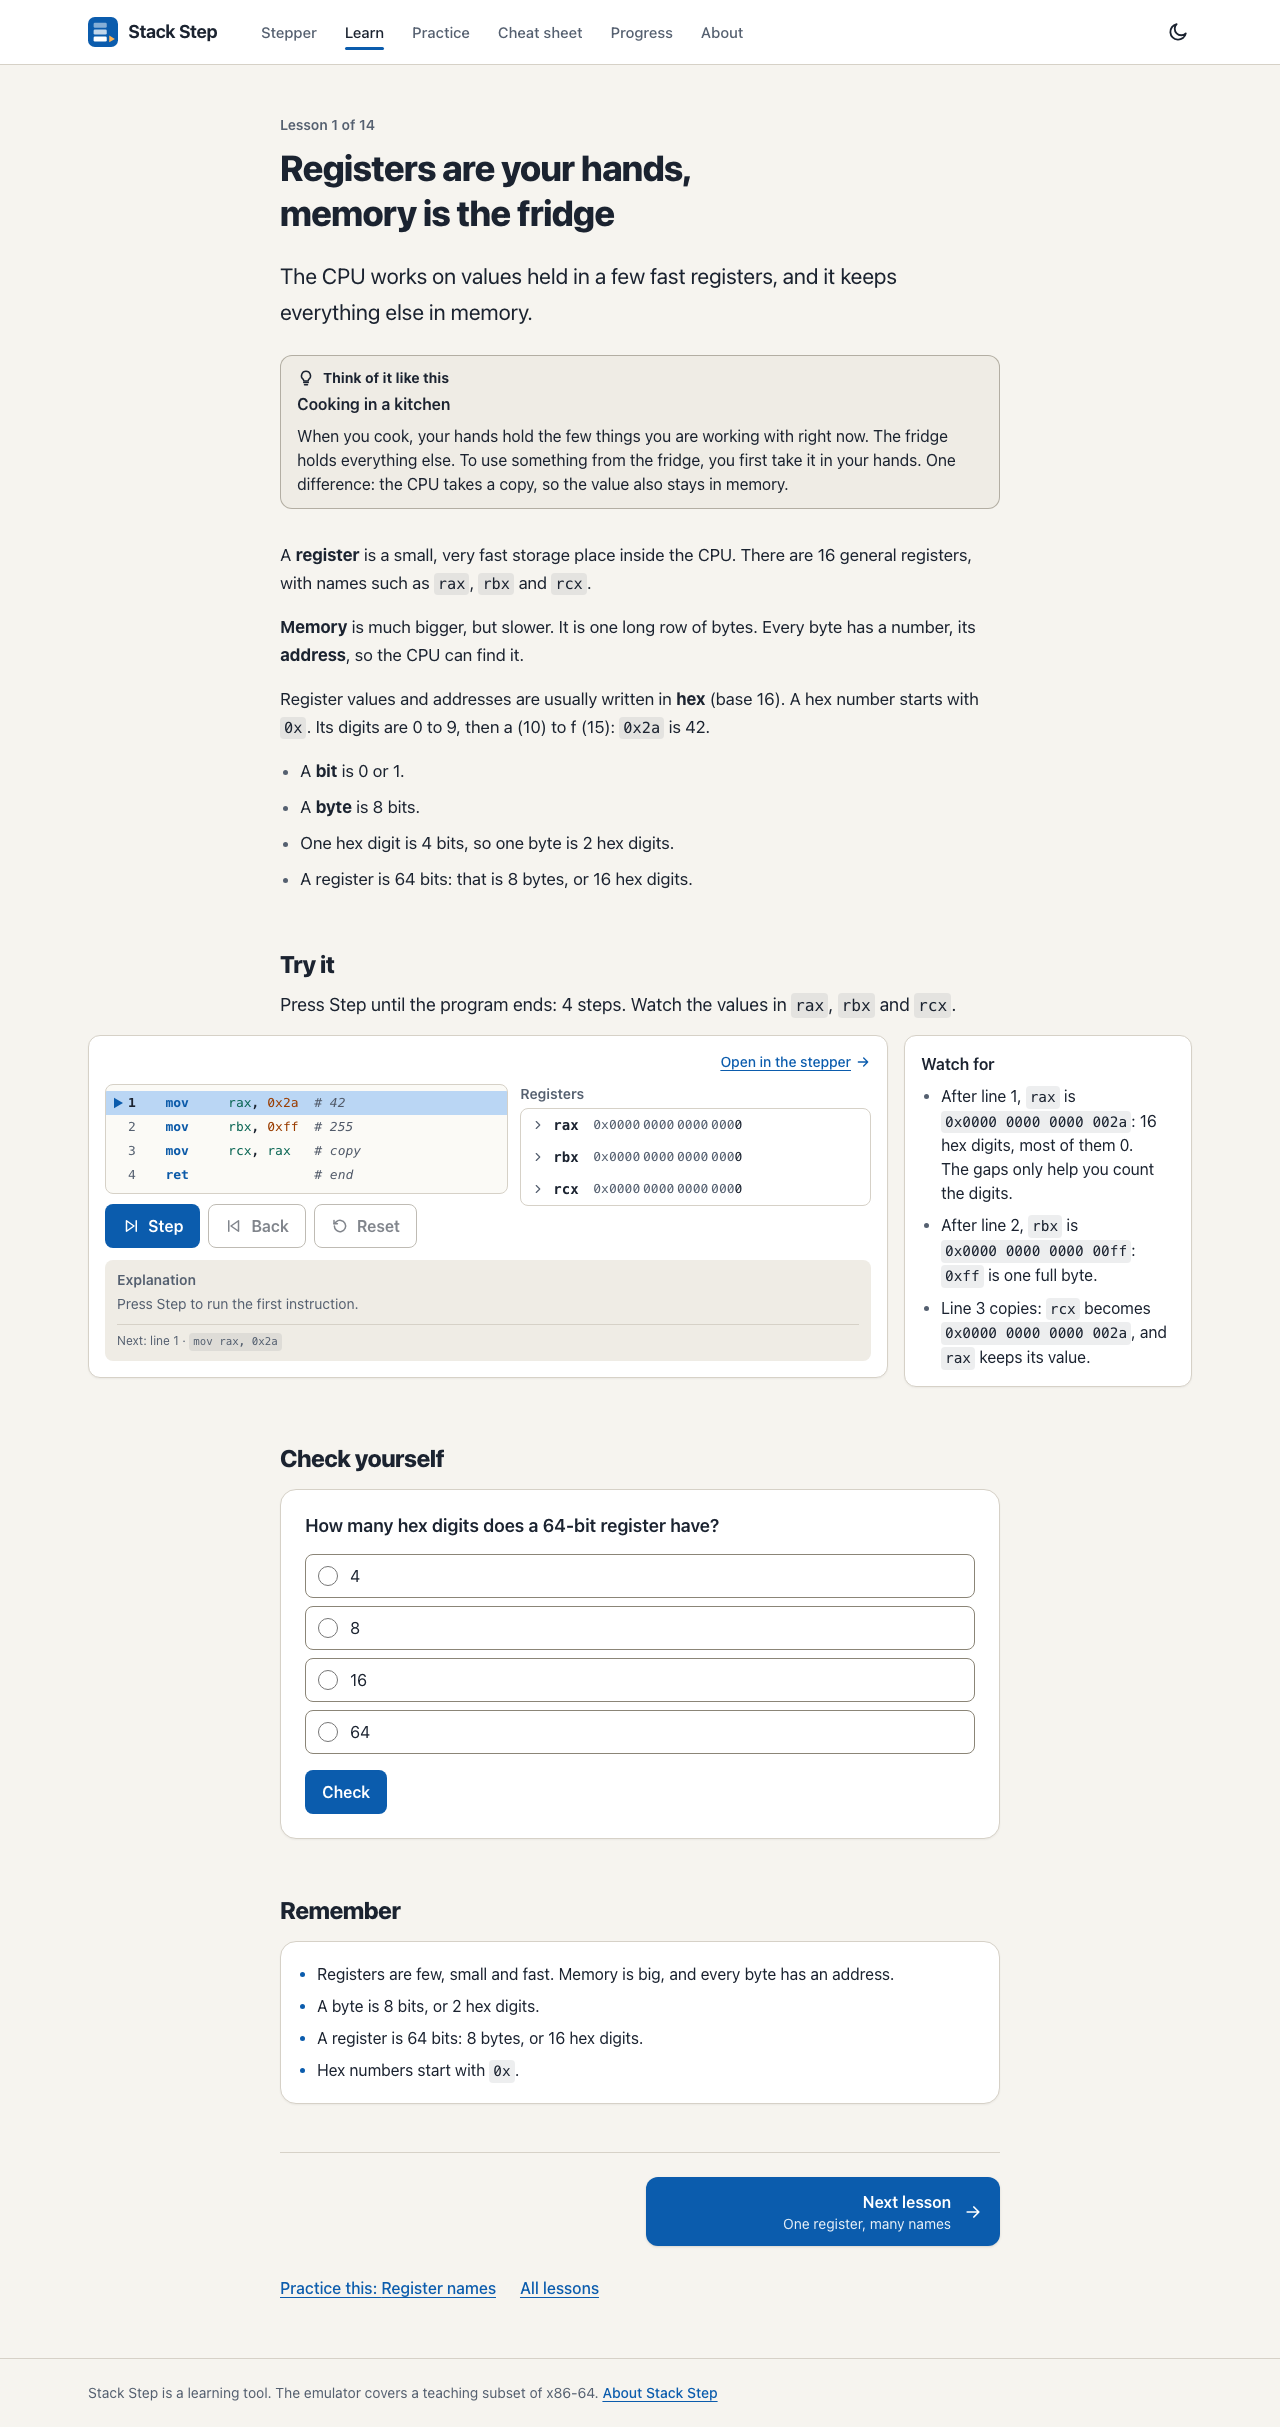 Stack Step
Stepper
Learn
Practice
Cheat sheet
Progress
About
Lesson 1 of 14
Registers are your hands,
memory is the fridge
The CPU works on values held in a few fast registers, and it keeps
everything else in memory.
Think of it like this
Cooking in a kitchen
When you cook, your hands hold the few things you are working with right now. The fridge
holds everything else. To use something from the fridge, you first take it in your hands. One
difference: the CPU takes a copy, so the value also stays in memory.
A register is a small, very fast storage place inside the CPU. There are 16 general registers,
with names such as rax, rbx and rcx.
Memory is much bigger, but slower. It is one long row of bytes. Every byte has a number, its
address, so the CPU can find it.
Register values and addresses are usually written in hex (base 16). A hex number starts with
0x. Its digits are 0 to 9, then a (10) to f (15): 0x2a is 42.
• A bit is 0 or 1.
• A byte is 8 bits.
• One hex digit is 4 bits, so one byte is 2 hex digits.
• A register is 64 bits: that is 8 bytes, or 16 hex digits.
Try it
Press Step until the program ends: 4 steps. Watch the values in rax, rbx and rcx.
Open in the stepper →
1 mov rax, 0x2a # 42
2 mov rbx, 0xff # 255
3 mov rcx, rax # copy
4 ret # end
Registers
rax 0x0000 0000 0000 0000
rbx 0x0000 0000 0000 0000
rcx 0x0000 0000 0000 0000
Step
Back
Reset
Explanation
Press Step to run the first instruction.
Next: line 1 · mov rax, 0x2a
Watch for
• After line 1, rax is
0x0000 0000 0000 002a: 16
hex digits, most of them 0.
The gaps only help you count
the digits.
• After line 2, rbx is
0x0000 0000 0000 00ff:
0xff is one full byte.
• Line 3 copies: rcx becomes
0x0000 0000 0000 002a, and
rax keeps its value.
Check yourself
How many hex digits does a 64-bit register have?
4
8
16
64
Check
Remember
• Registers are few, small and fast. Memory is big, and every byte has an address.
• A byte is 8 bits, or 2 hex digits.
• A register is 64 bits: 8 bytes, or 16 hex digits.
• Hex numbers start with 0x.
Next lesson
One register, many names →
Practice this: Register names
All lessons
Stack Step is a learning tool. The emulator covers a teaching subset of x86-64. About Stack Step